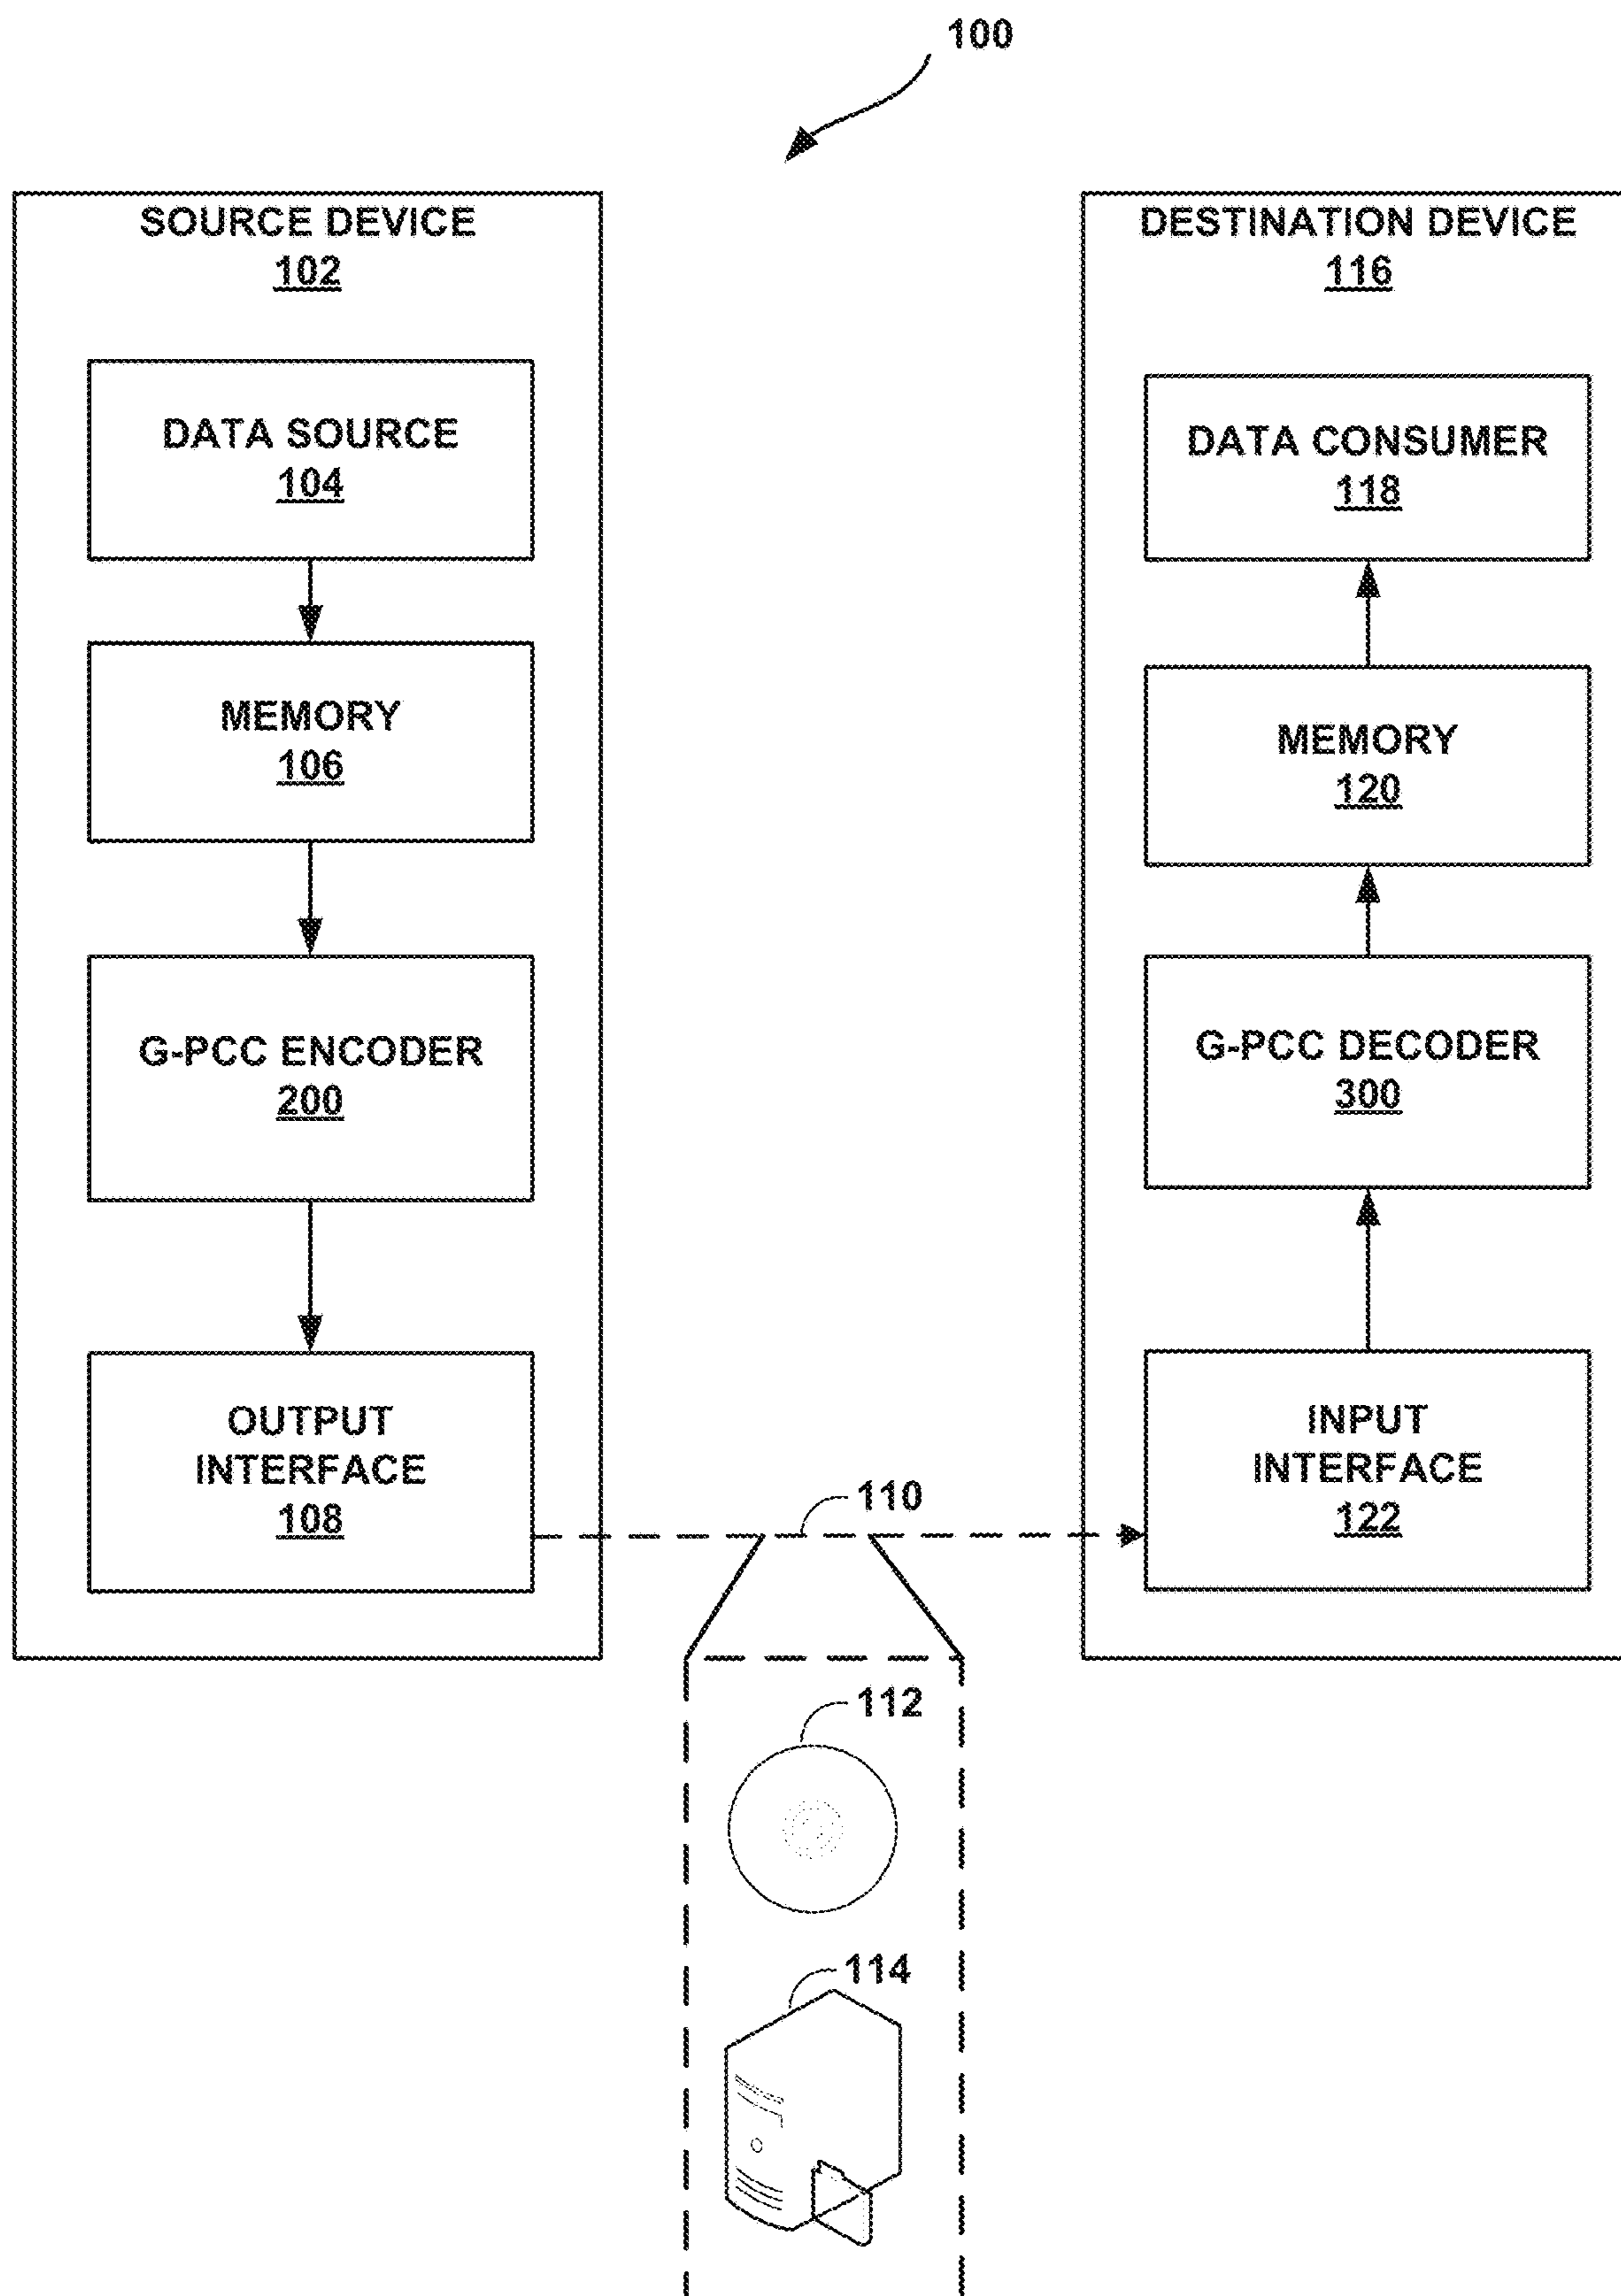 100
SOURCE DEVICE
102
DATA SOURCE
104
MEMORY
106
G-PCC ENCODER
200
OUTPUT
INTERFACE
108
DESTINATION DEVICE
116
DATA CONSUMER
118
MEMORY
120
G-PCC DECODER
300
INPUT
INTERFACE
122
110
112
114